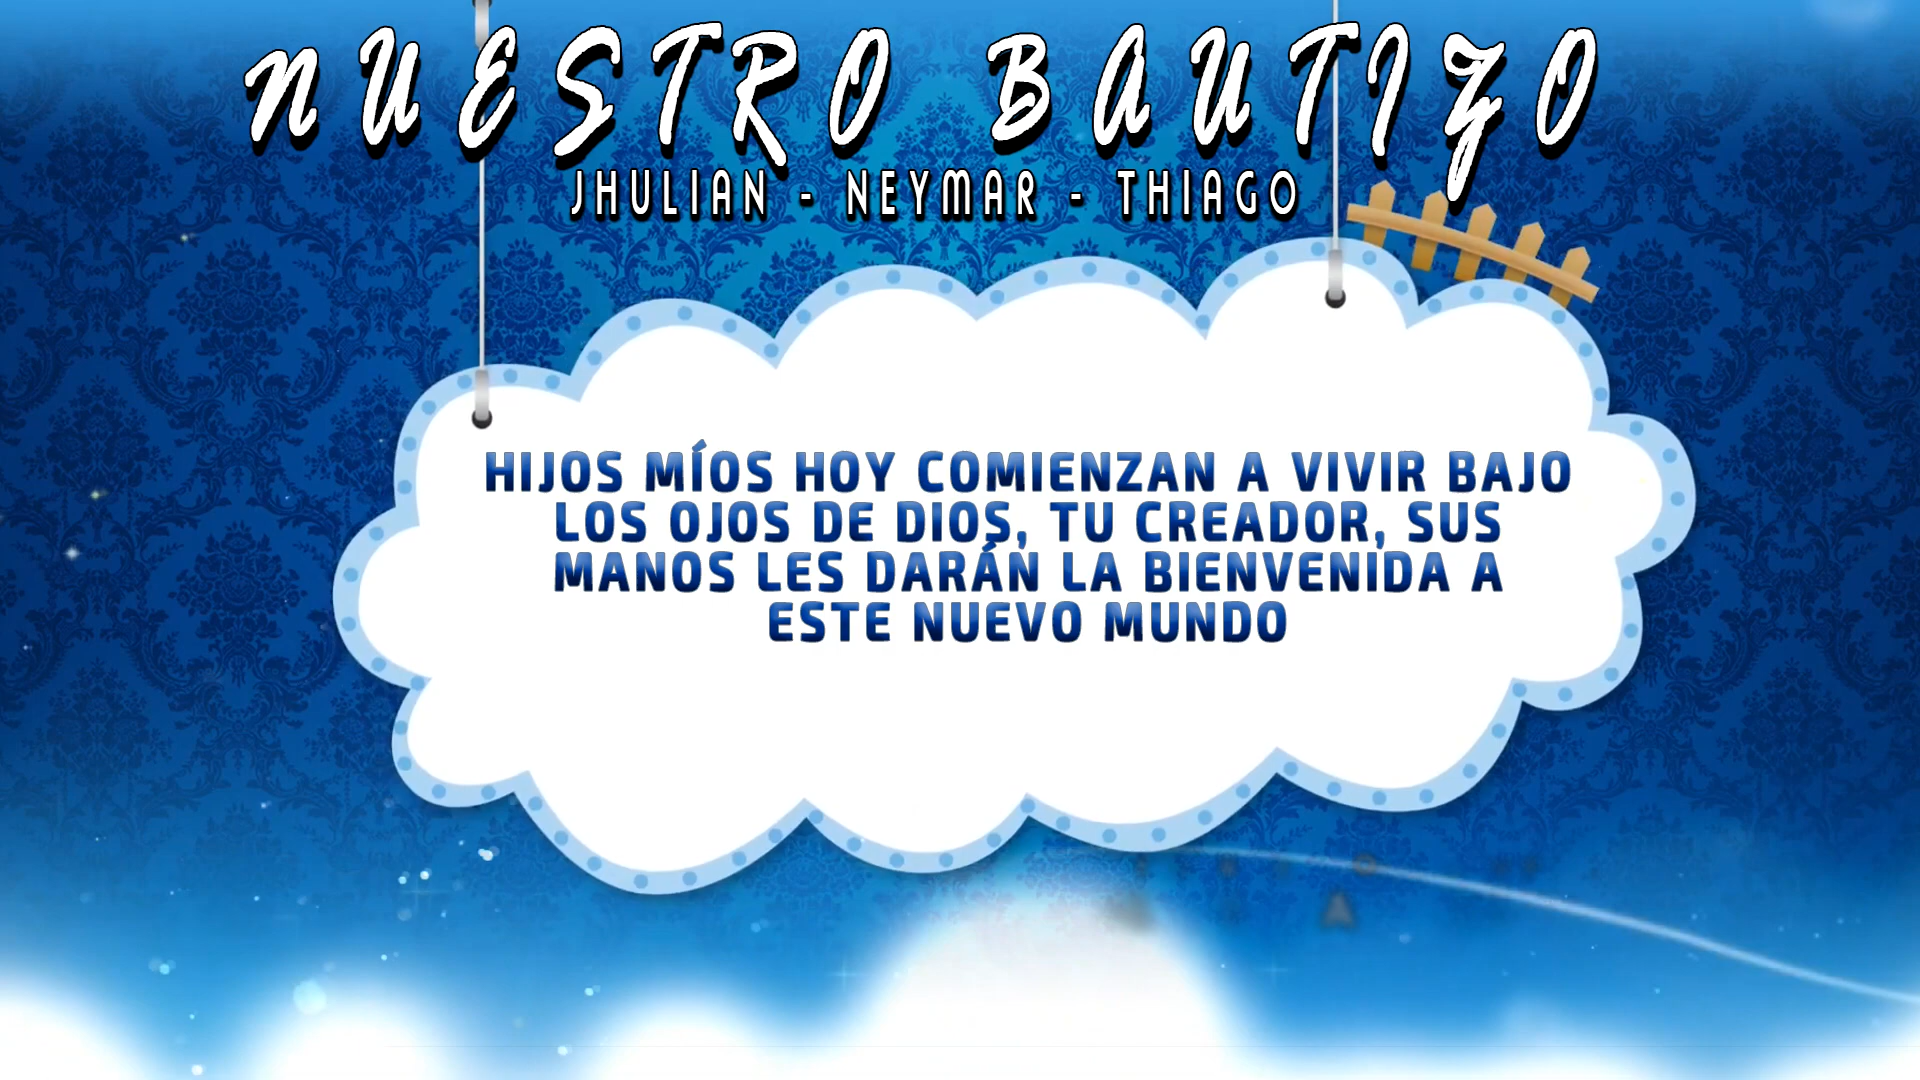 NUESTRO BAUTIZO
JHULIAN - NEYMAR - THIAGO
HIJOS MÍOS HOY COMIENZAN A VIVIR BAJO
LOS OJOS DE DIOS, TU CREADOR, SUS
MANOS LES DARÁN LA BIENVENIDA A
ESTE NUEVO MUNDO